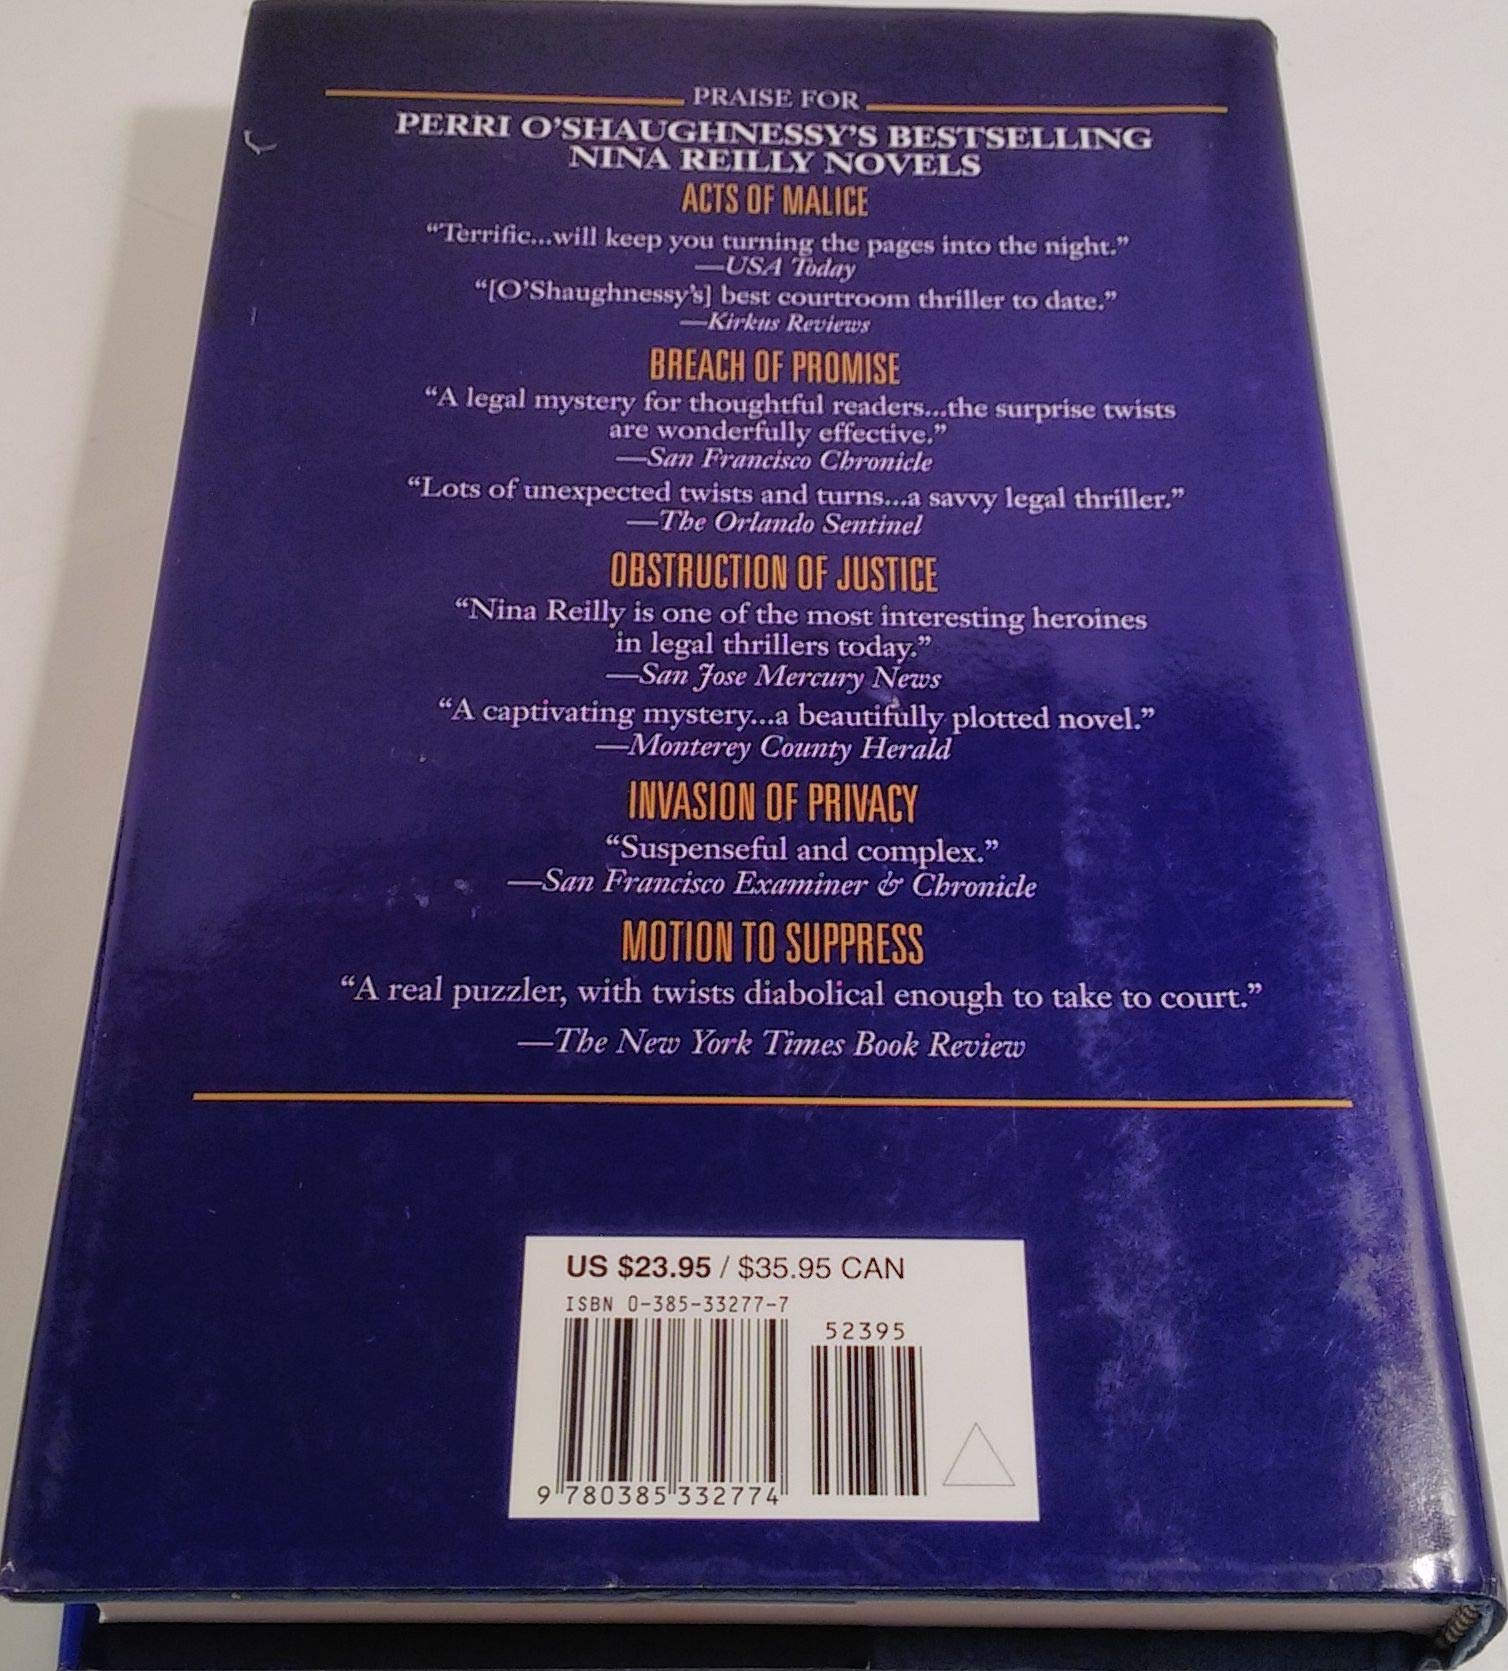 PRAISE FOR
PERRI O'SHAUGHNESSY'S BESTSELLING
NINA REILLY NOVELS
ACTS OF MALICE
“Terrific...will keep you turning the pages into the night.”
—USA Today
“[O'Shaughnessy's] best courtroom thriller to date.”
—Kirkus Reviews
BREACH OF PROMISE
“A legal mystery for thoughtful readers...the surprise twists
are wonderfully effective.”
—San Francisco Chronicle
“Lots of unexpected twists and turns...a savvy legal thriller.”
—The Orlando Sentinel
OBSTRUCTION OF JUSTICE
“Nina Reilly is one of the most interesting heroines
in legal thrillers today.”
—San Jose Mercury News
“A captivating mystery...a beautifully plotted novel.”
—Monterey County Herald
INVASION OF PRIVACY
“Suspenseful and complex.”
—San Francisco Examiner & Chronicle
MOTION TO SUPPRESS
“A real puzzler, with twists diabolical enough to take to court.”
—The New York Times Book Review
US $23.95 / $35.95 CAN
ISBN 0-385-33277-7
52395
9 780385 332774